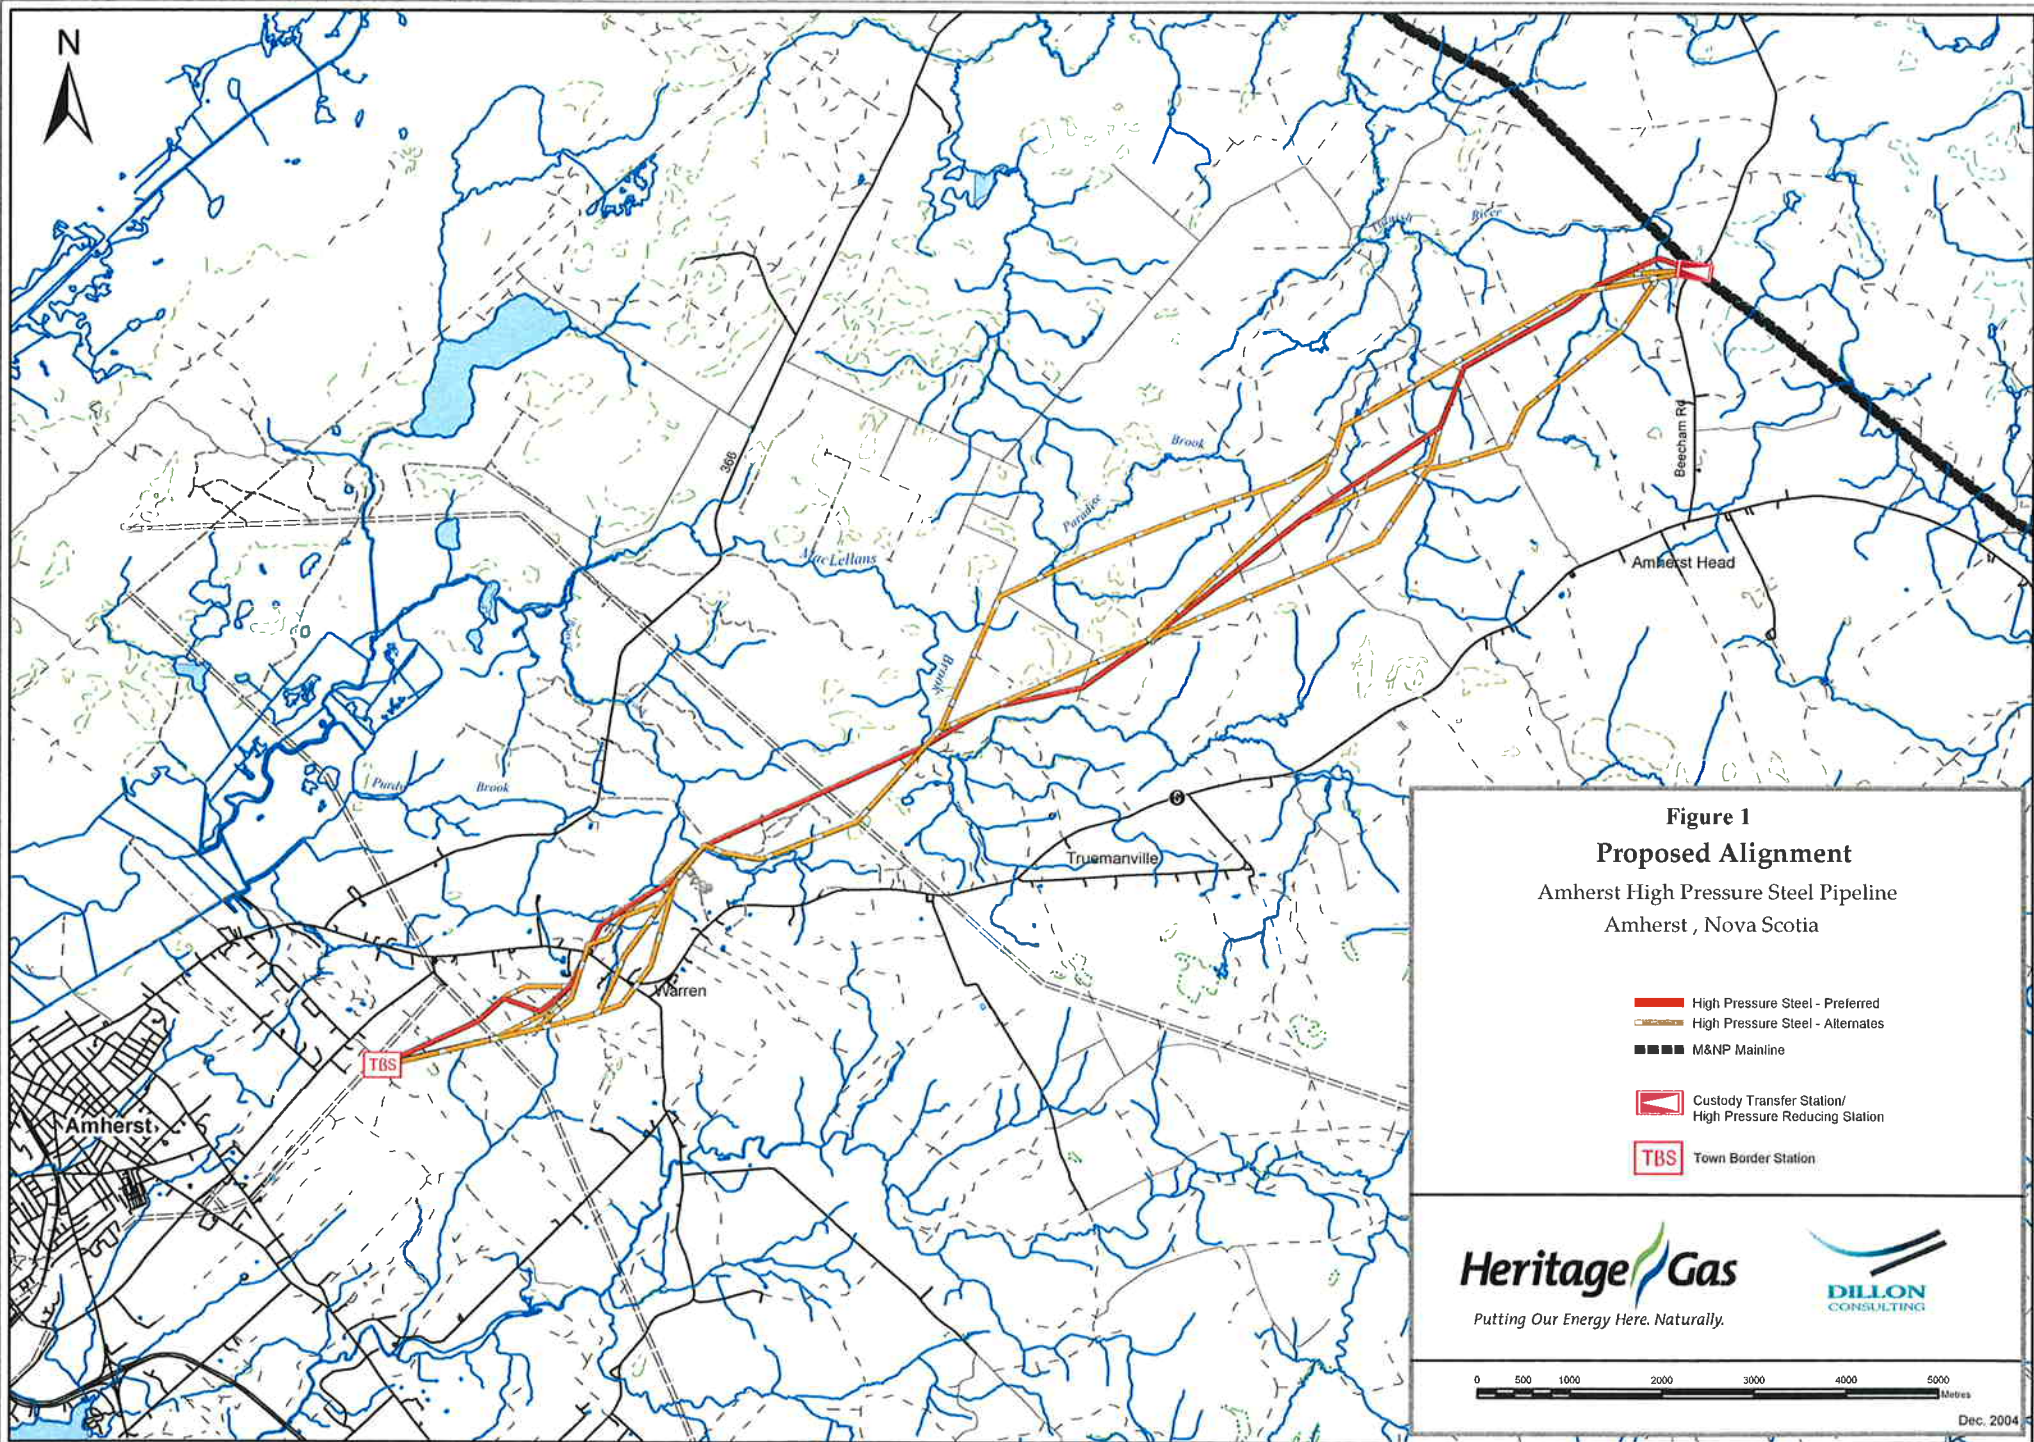 N
366
Brook
River
Paradise
Brook
MacLellans
Brook
Beecham Rd
Amherst Head
Purdy
Brook
Truemanville
Warren
TBS
Amherst
Figure 1
Proposed Alignment
Amherst High Pressure Steel Pipeline
Amherst , Nova Scotia
High Pressure Steel - Preferred
High Pressure Steel - Alternates
M&NP Mainline
Custody Transfer Station/
High Pressure Reducing Station
TBS Town Border Station
Heritage Gas
Putting Our Energy Here. Naturally.
DILLON
CONSULTING
0 500 1000 2000 3000 4000 5000
Metres
Dec. 2004